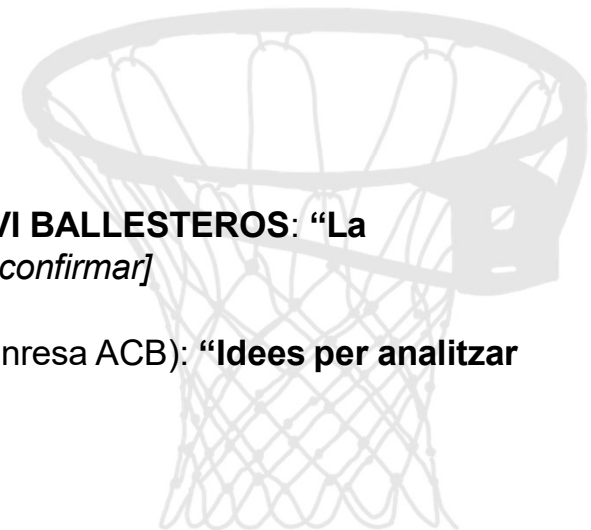 VI BALLESTEROS: “La
confirmar]
nresa ACB): “Idees per analitzar